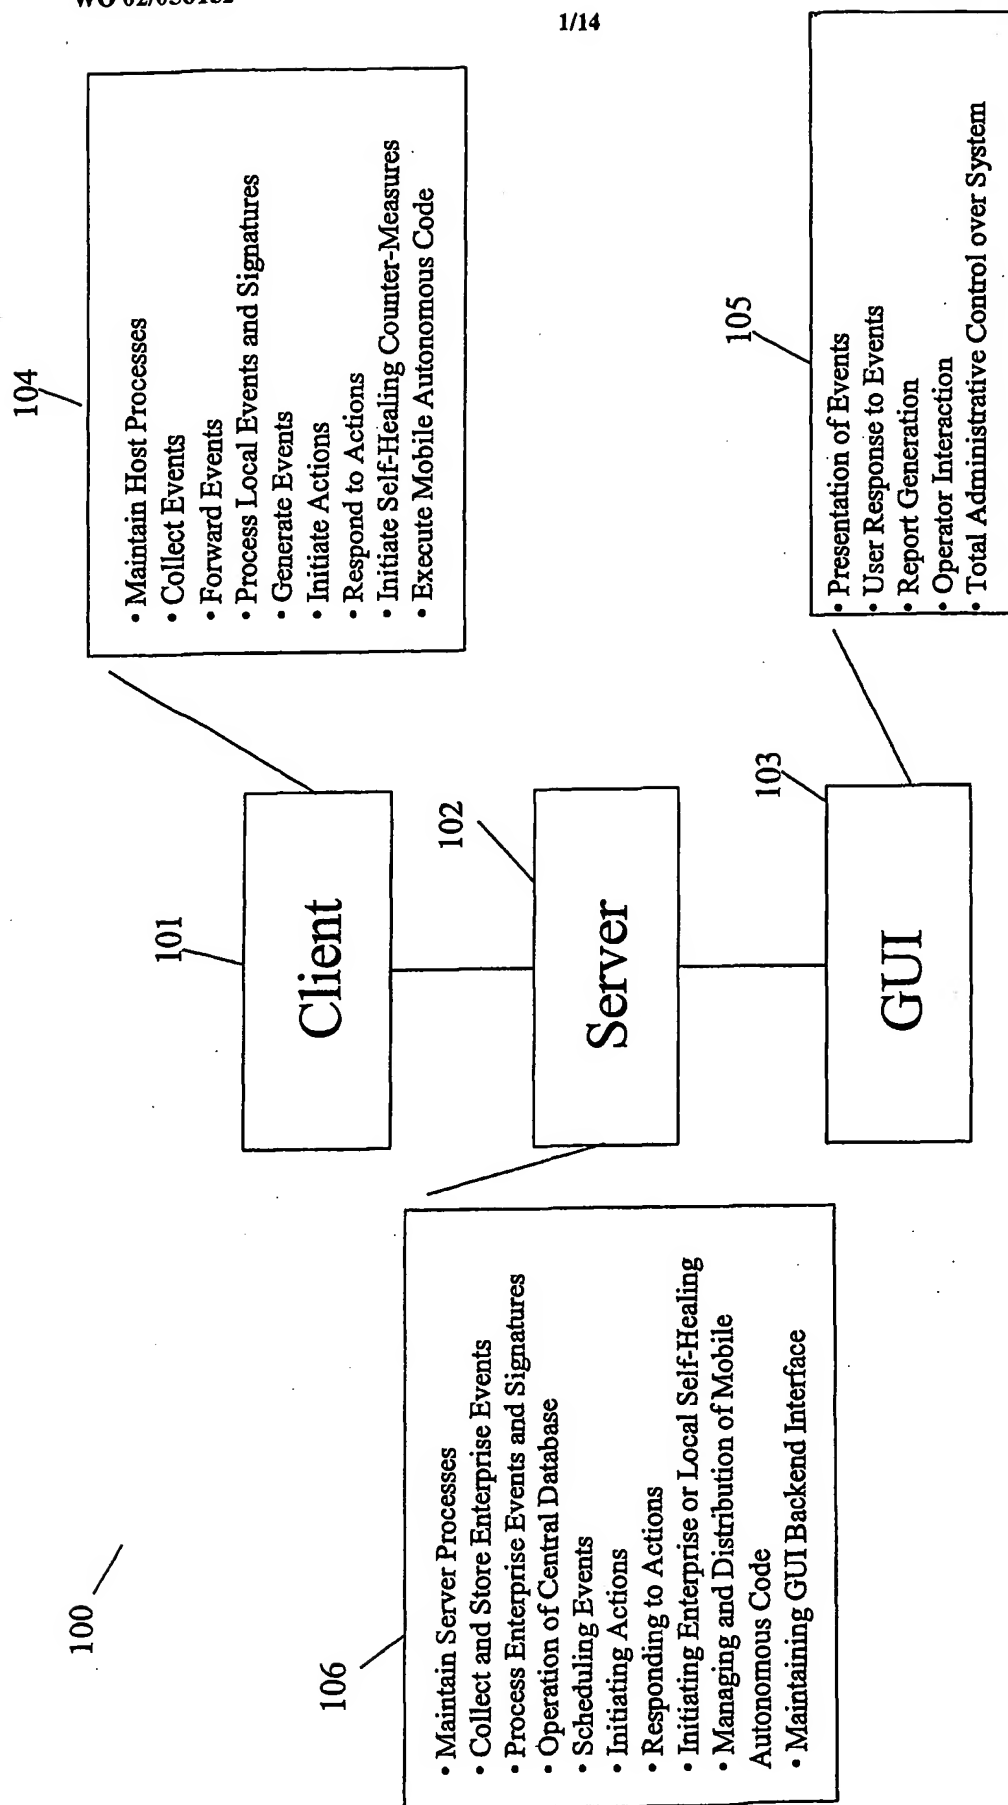 1/14
100
101
Client
102
Server
103
GUI
104
• Maintain Host Processes
• Collect Events
• Forward Events
• Process Local Events and Signatures
• Generate Events
• Initiate Actions
• Respond to Actions
• Initiate Self-Healing Counter-Measures
• Execute Mobile Autonomous Code
105
• Presentation of Events
• User Response to Events
• Report Generation
• Operator Interaction
• Total Administrative Control over System
106
• Maintain Server Processes
• Collect and Store Enterprise Events
• Process Enterprise Events and Signatures
• Operation of Central Database
• Scheduling Events
• Initiating Actions
• Responding to Actions
• Initiating Enterprise or Local Self-Healing
• Managing and Distribution of Mobile
Autonomous Code
• Maintaining GUI Backend Interface